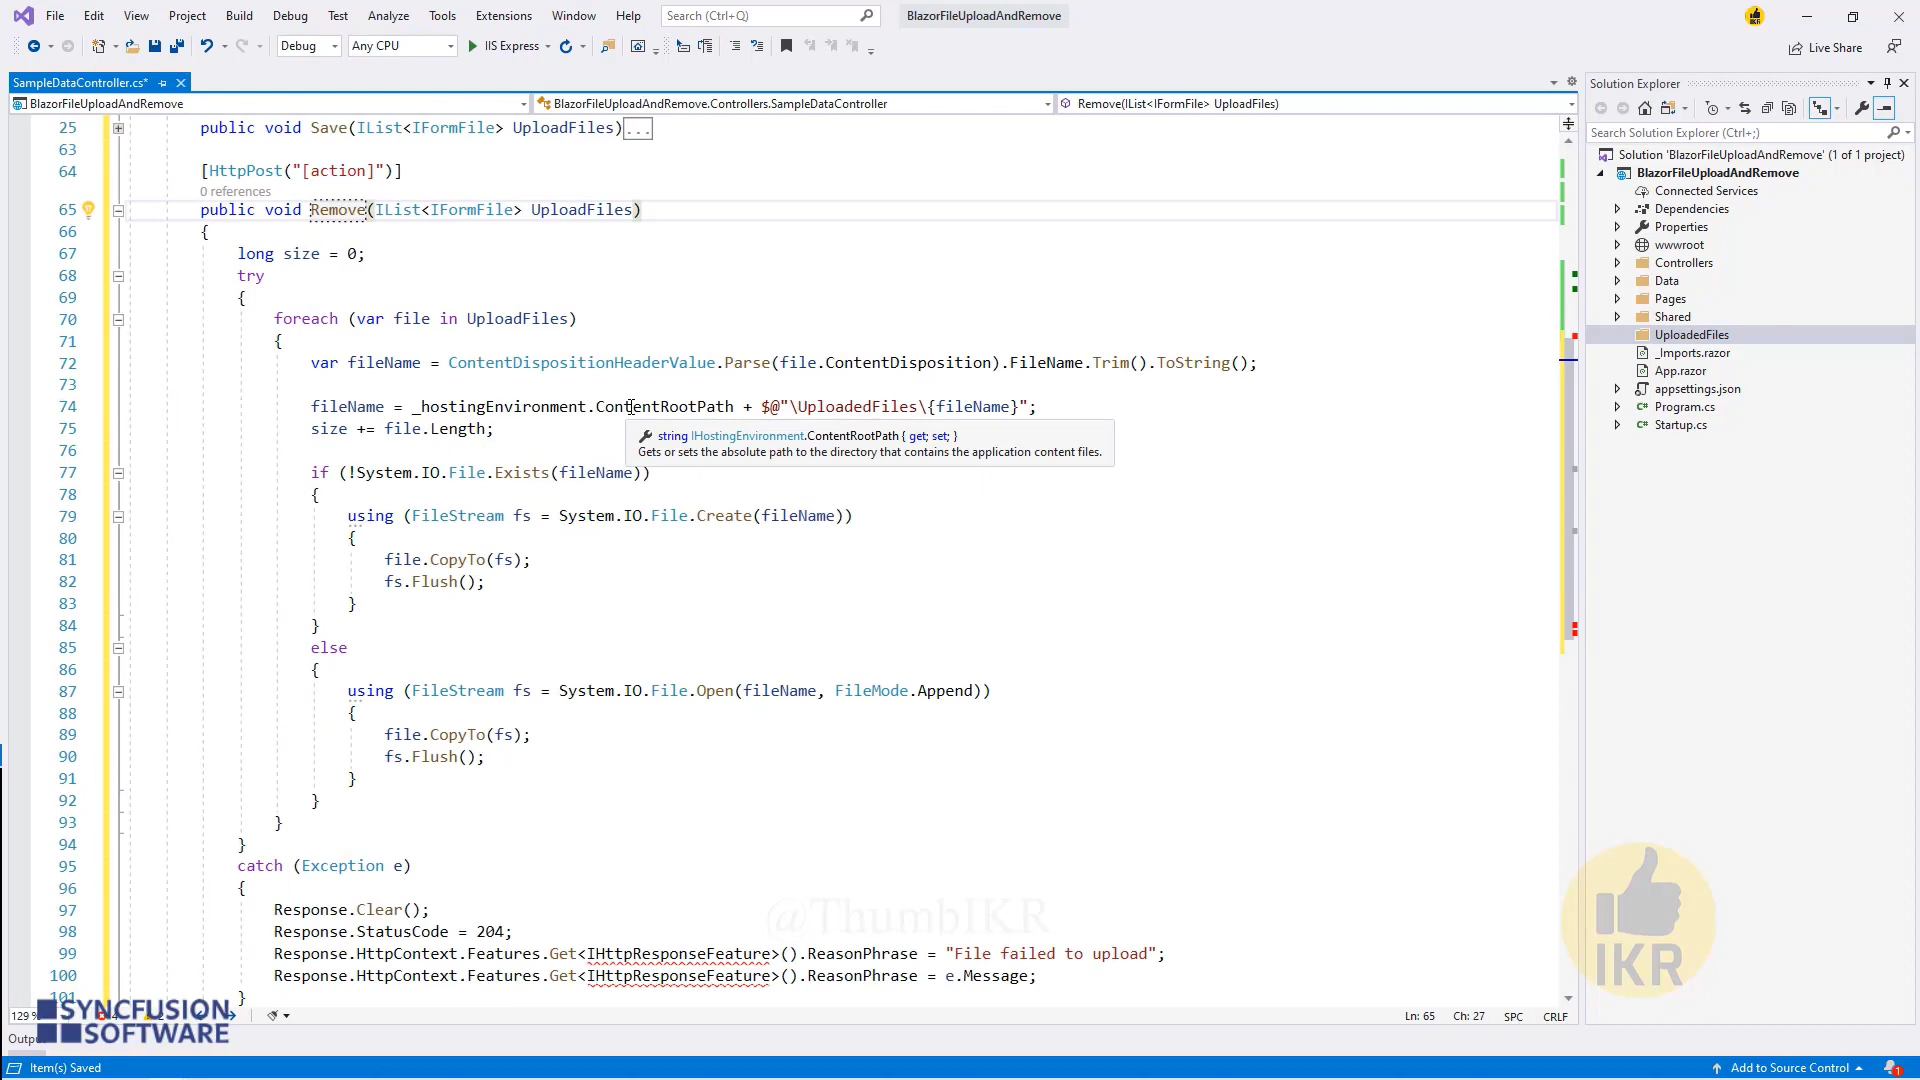 File Edit View Project Build Debug Test Analyze Tools Extensions Window Help Search (Ctrl+Q) BlazorFileUploadAndRemove
Debug Any CPU IIS Express Live Share
SampleDataController.cs*
BlazorFileUploadAndRemove BlazorFileUploadAndRemove.Controllers.SampleDataController Remove(IList<IFormFile> UploadFiles)
25 public void Save(IList<IFormFile> UploadFiles)...
63
64 [HttpPost("[action]")]
0 references
65 public void Remove(IList<IFormFile> UploadFiles)
66 {
67 long size = 0;
68 try
69 {
70 foreach (var file in UploadFiles)
71 {
72 var fileName = ContentDispositionHeaderValue.Parse(file.ContentDisposition).FileName.Trim().ToString();
73
74 fileName = _hostingEnvironment.ContentRootPath + $@"\UploadedFiles\{fileName}";
75 size += file.Length;
string IHostingEnvironment.ContentRootPath { get; set; }
Gets or sets the absolute path to the directory that contains the application content files.
76
77 if (!System.IO.File.Exists(fileName))
78 {
79 using (FileStream fs = System.IO.File.Create(fileName))
80 {
81 file.CopyTo(fs);
82 fs.Flush();
83 }
84 }
85 else
86 {
87 using (FileStream fs = System.IO.File.Open(fileName, FileMode.Append))
88 {
89 file.CopyTo(fs);
90 fs.Flush();
91 }
92 }
93 }
94 }
95 catch (Exception e)
96 {
97 Response.Clear();
98 Response.StatusCode = 204;
99 Response.HttpContext.Features.Get<IHttpResponseFeature>().ReasonPhrase = "File failed to upload";
100 Response.HttpContext.Features.Get<IHttpResponseFeature>().ReasonPhrase = e.Message;
101 }
@ThumbIKR
129 % Ln: 65 Ch: 27 SPC CRLF
SYNCFUSION
SOFTWARE
Item(s) Saved Add to Source Control 1
Solution Explorer
Search Solution Explorer (Ctrl+;)
Solution 'BlazorFileUploadAndRemove' (1 of 1 project)
BlazorFileUploadAndRemove
Connected Services
Dependencies
Properties
wwwroot
Controllers
Data
Pages
Shared
UploadedFiles
_Imports.razor
App.razor
appsettings.json
Program.cs
Startup.cs
IKR